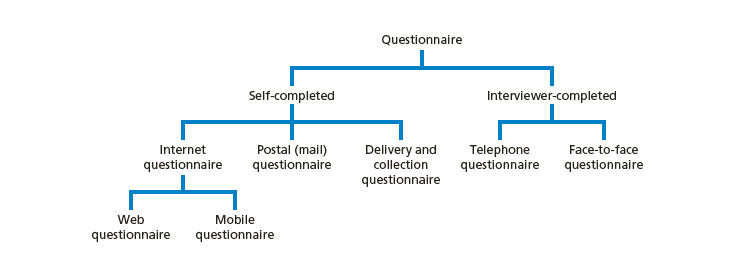 Questionnaire
Self-completed
Interviewer-completed
Internet
questionnaire
Postal (mail)
questionnaire
Delivery and
collection
questionnaire
Telephone
questionnaire
Face-to-face
questionnaire
Web
questionnaire
Mobile
questionnaire